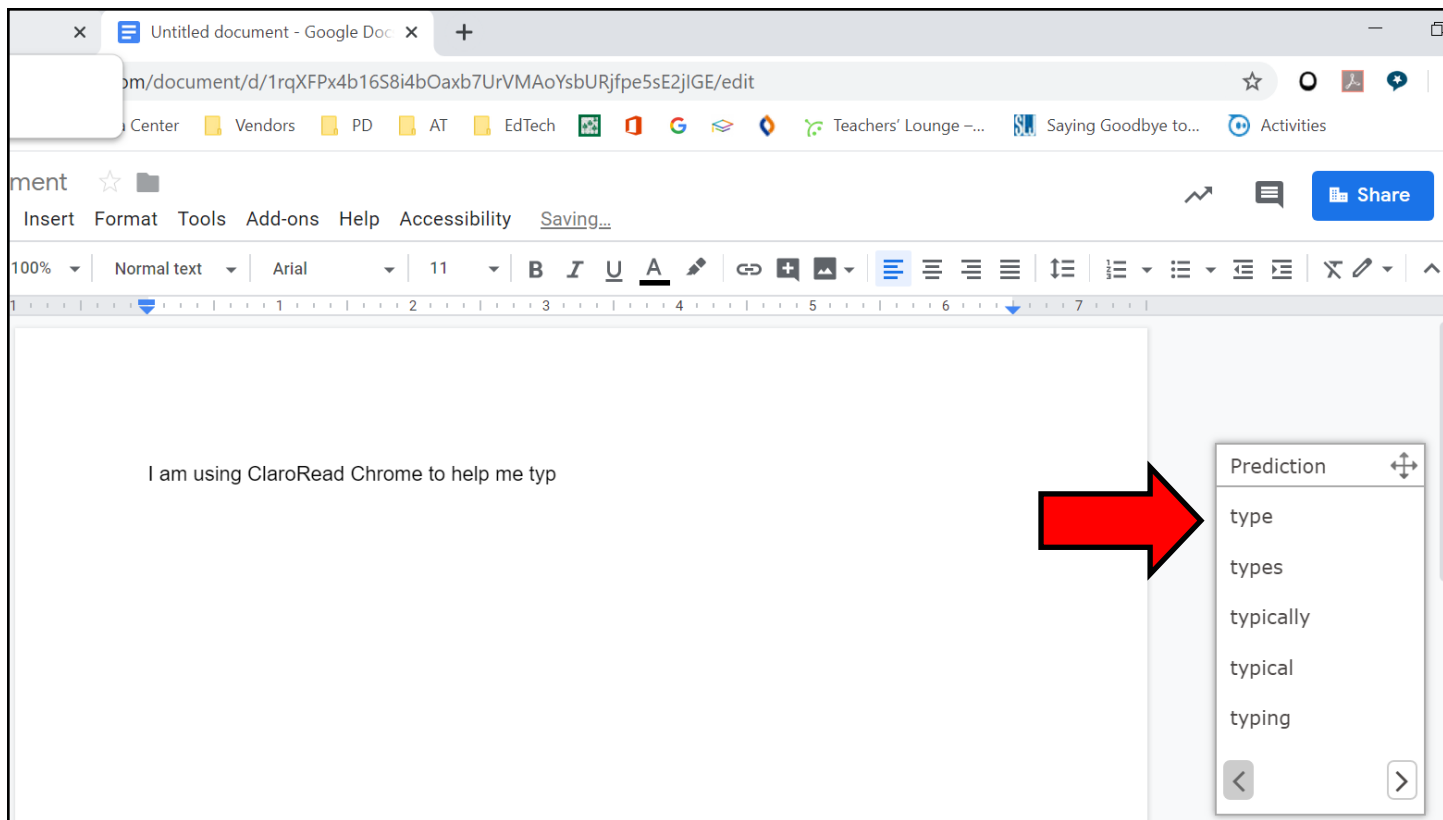 Untitled document - Google Doc
om/document/d/1rqXFPx4b16S8i4bOaxb7UrVMAoYsbURjfpe5sE2jIGE/edit
Center Vendors PD AT EdTech Teachers' Lounge –... Saying Goodbye to... Activities
ment
Share
Insert Format Tools Add-ons Help Accessibility Saving...
100% Normal text Arial 11 B I U A
1 1 2 3 4 5 6 7
I am using ClaroRead Chrome to help me typ
Prediction
type
types
typically
typical
typing